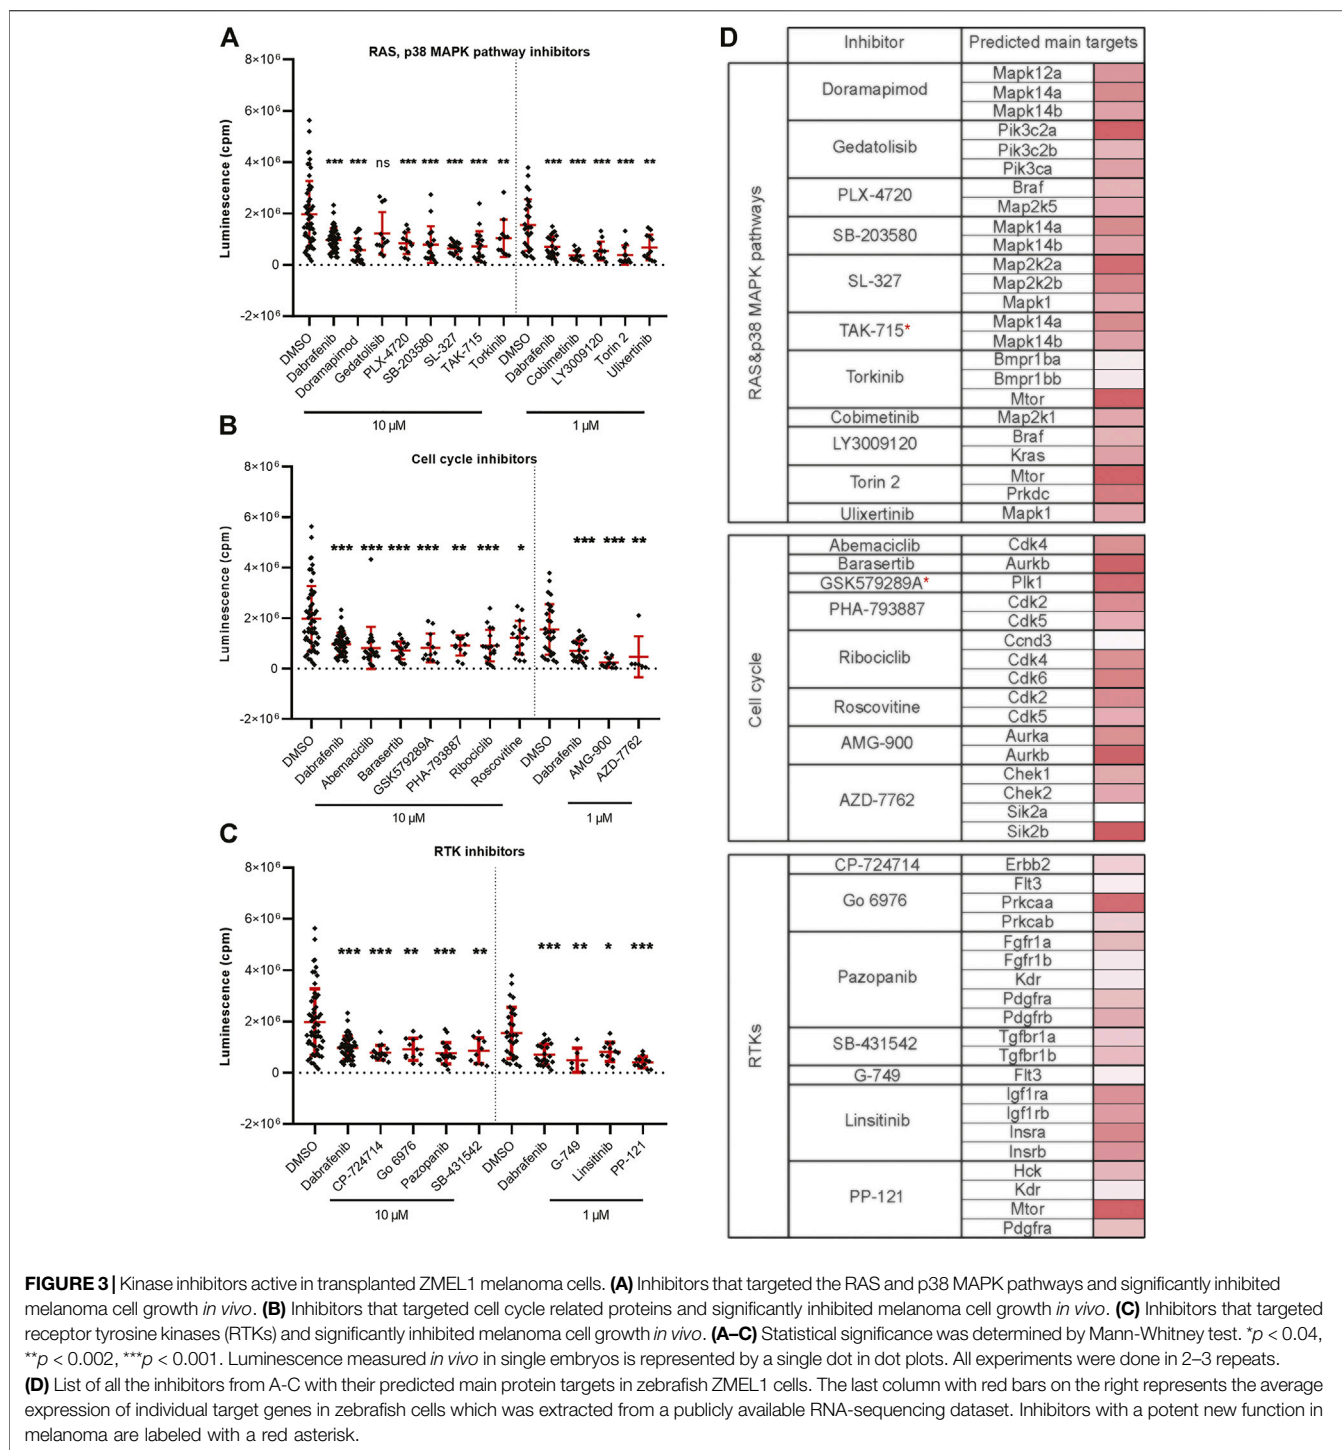 A
RAS, p38 MAPK pathway inhibitors
Luminescence (cpm)
8×10⁶
6×10⁶
4×10⁶
2×10⁶
0
-2×10⁶
*** *** ns *** *** *** *** ** *** *** *** *** **
DMSO Dabrafenib Doramapimod Gedatolisib PLX-4720 SB-203580 SL-327 TAK-715 Torkinib DMSO Dabrafenib Cobimetinib LY3009120 Torin 2 Ulixertinib
10 µM 1 µM
B
Cell cycle inhibitors
Luminescence (cpm)
8×10⁶
6×10⁶
4×10⁶
2×10⁶
0
-2×10⁶
*** *** *** *** ** *** * *** *** **
DMSO Dabrafenib Abemaciclib Barasertib GSK579289A PHA-793887 Ribociclib Roscovitine DMSO Dabrafenib AMG-900 AZD-7762
10 µM 1 µM
C
RTK inhibitors
Luminescence (cpm)
8×10⁶
6×10⁶
4×10⁶
2×10⁶
0
-2×10⁶
*** *** ** *** ** *** ** * ***
DMSO Dabrafenib CP-724714 Go 6976 Pazopanib SB-431542 DMSO Dabrafenib G-749 Linsitinib PP-121
10 µM 1 µM
D
Inhibitor Predicted main targets
RAS&p38 MAPK pathways
Doramapimod
Mapk12a
Mapk14a
Mapk14b
Gedatolisib
Pik3c2a
Pik3c2b
Pik3ca
PLX-4720
Braf
Map2k5
SB-203580
Mapk14a
Mapk14b
SL-327
Map2k2a
Map2k2b
Mapk1
TAK-715*
Mapk14a
Mapk14b
Torkinib
Bmpr1ba
Bmpr1bb
Mtor
Cobimetinib Map2k1
LY3009120
Braf
Kras
Torin 2
Mtor
Prkdc
Ulixertinib Mapk1
Cell cycle
Abemaciclib Cdk4
Barasertib Aurkb
GSK579289A* Plk1
PHA-793887
Cdk2
Cdk5
Ribociclib
Ccnd3
Cdk4
Cdk6
Roscovitine
Cdk2
Cdk5
AMG-900
Aurka
Aurkb
AZD-7762
Chek1
Chek2
Sik2a
Sik2b
RTKs
CP-724714 Erbb2
Go 6976
Flt3
Prkcaa
Prkcab
Pazopanib
Fgfr1a
Fgfr1b
Kdr
Pdgfra
Pdgfrb
SB-431542
Tgfbr1a
Tgfbr1b
G-749 Flt3
Linsitinib
Igf1ra
Igf1rb
Insra
Insrb
PP-121
Hck
Kdr
Mtor
Pdgfra
FIGURE 3 | Kinase inhibitors active in transplanted ZMEL1 melanoma cells. (A) Inhibitors that targeted the RAS and p38 MAPK pathways and significantly inhibited
melanoma cell growth in vivo. (B) Inhibitors that targeted cell cycle related proteins and significantly inhibited melanoma cell growth in vivo. (C) Inhibitors that targeted
receptor tyrosine kinases (RTKs) and significantly inhibited melanoma cell growth in vivo. (A–C) Statistical significance was determined by Mann-Whitney test. *p < 0.04,
**p < 0.002, ***p < 0.001. Luminescence measured in vivo in single embryos is represented by a single dot in dot plots. All experiments were done in 2–3 repeats.
(D) List of all the inhibitors from A-C with their predicted main protein targets in zebrafish ZMEL1 cells. The last column with red bars on the right represents the average
expression of individual target genes in zebrafish cells which was extracted from a publicly available RNA-sequencing dataset. Inhibitors with a potent new function in
melanoma are labeled with a red asterisk.